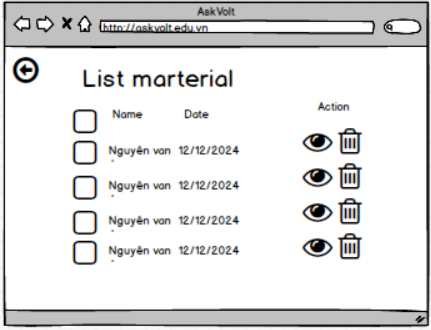 AskVolt
http://askvolt.edu.vn
List marterial
Name Date Action
Nguyên van 12/12/2024
Nguyên van 12/12/2024
Nguyên van 12/12/2024
Nguyên van 12/12/2024